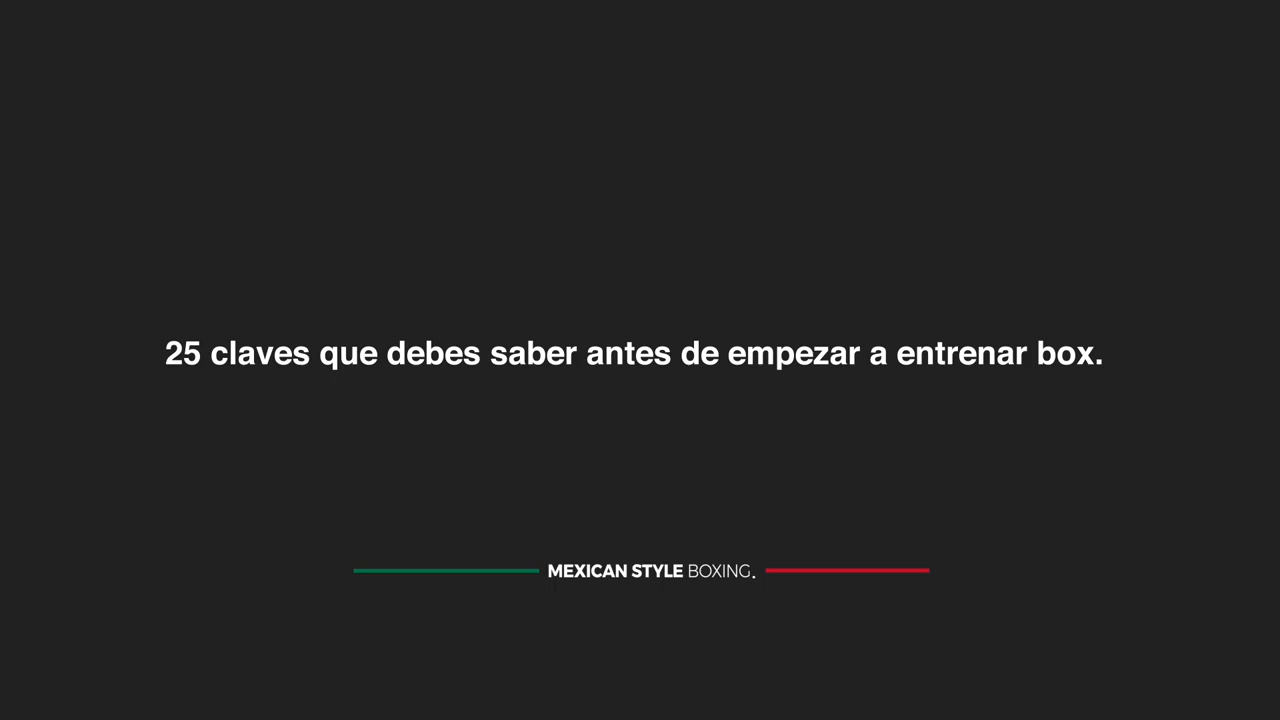 25 claves que debes saber antes de empezar a entrenar box.
MEXICAN STYLE BOXING.